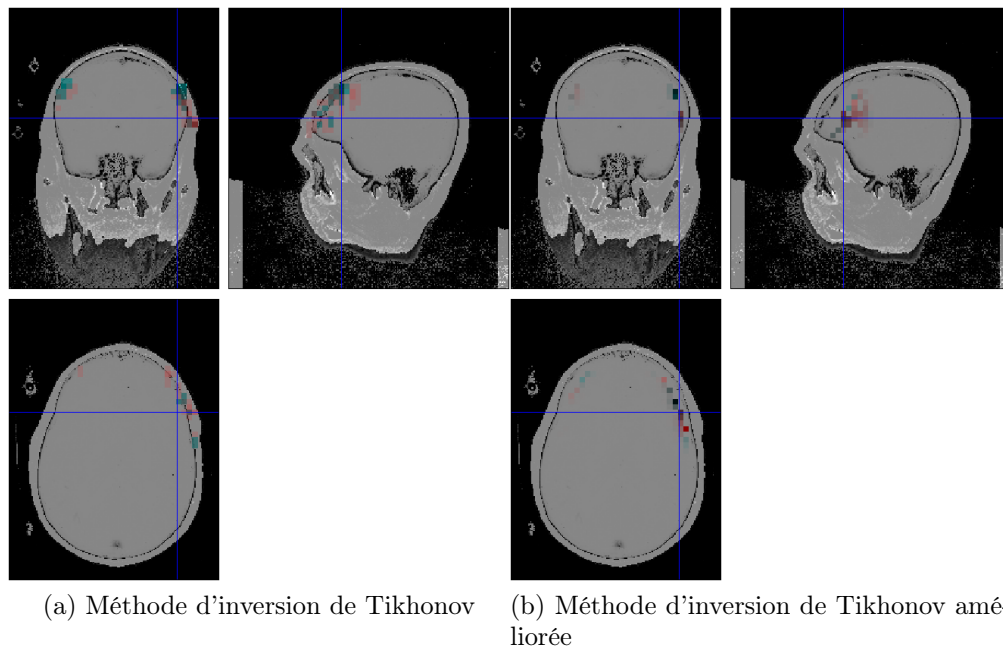 (a) Méthode d'inversion de Tikhonov
(b) Méthode d'inversion de Tikhonov amé-
liorée